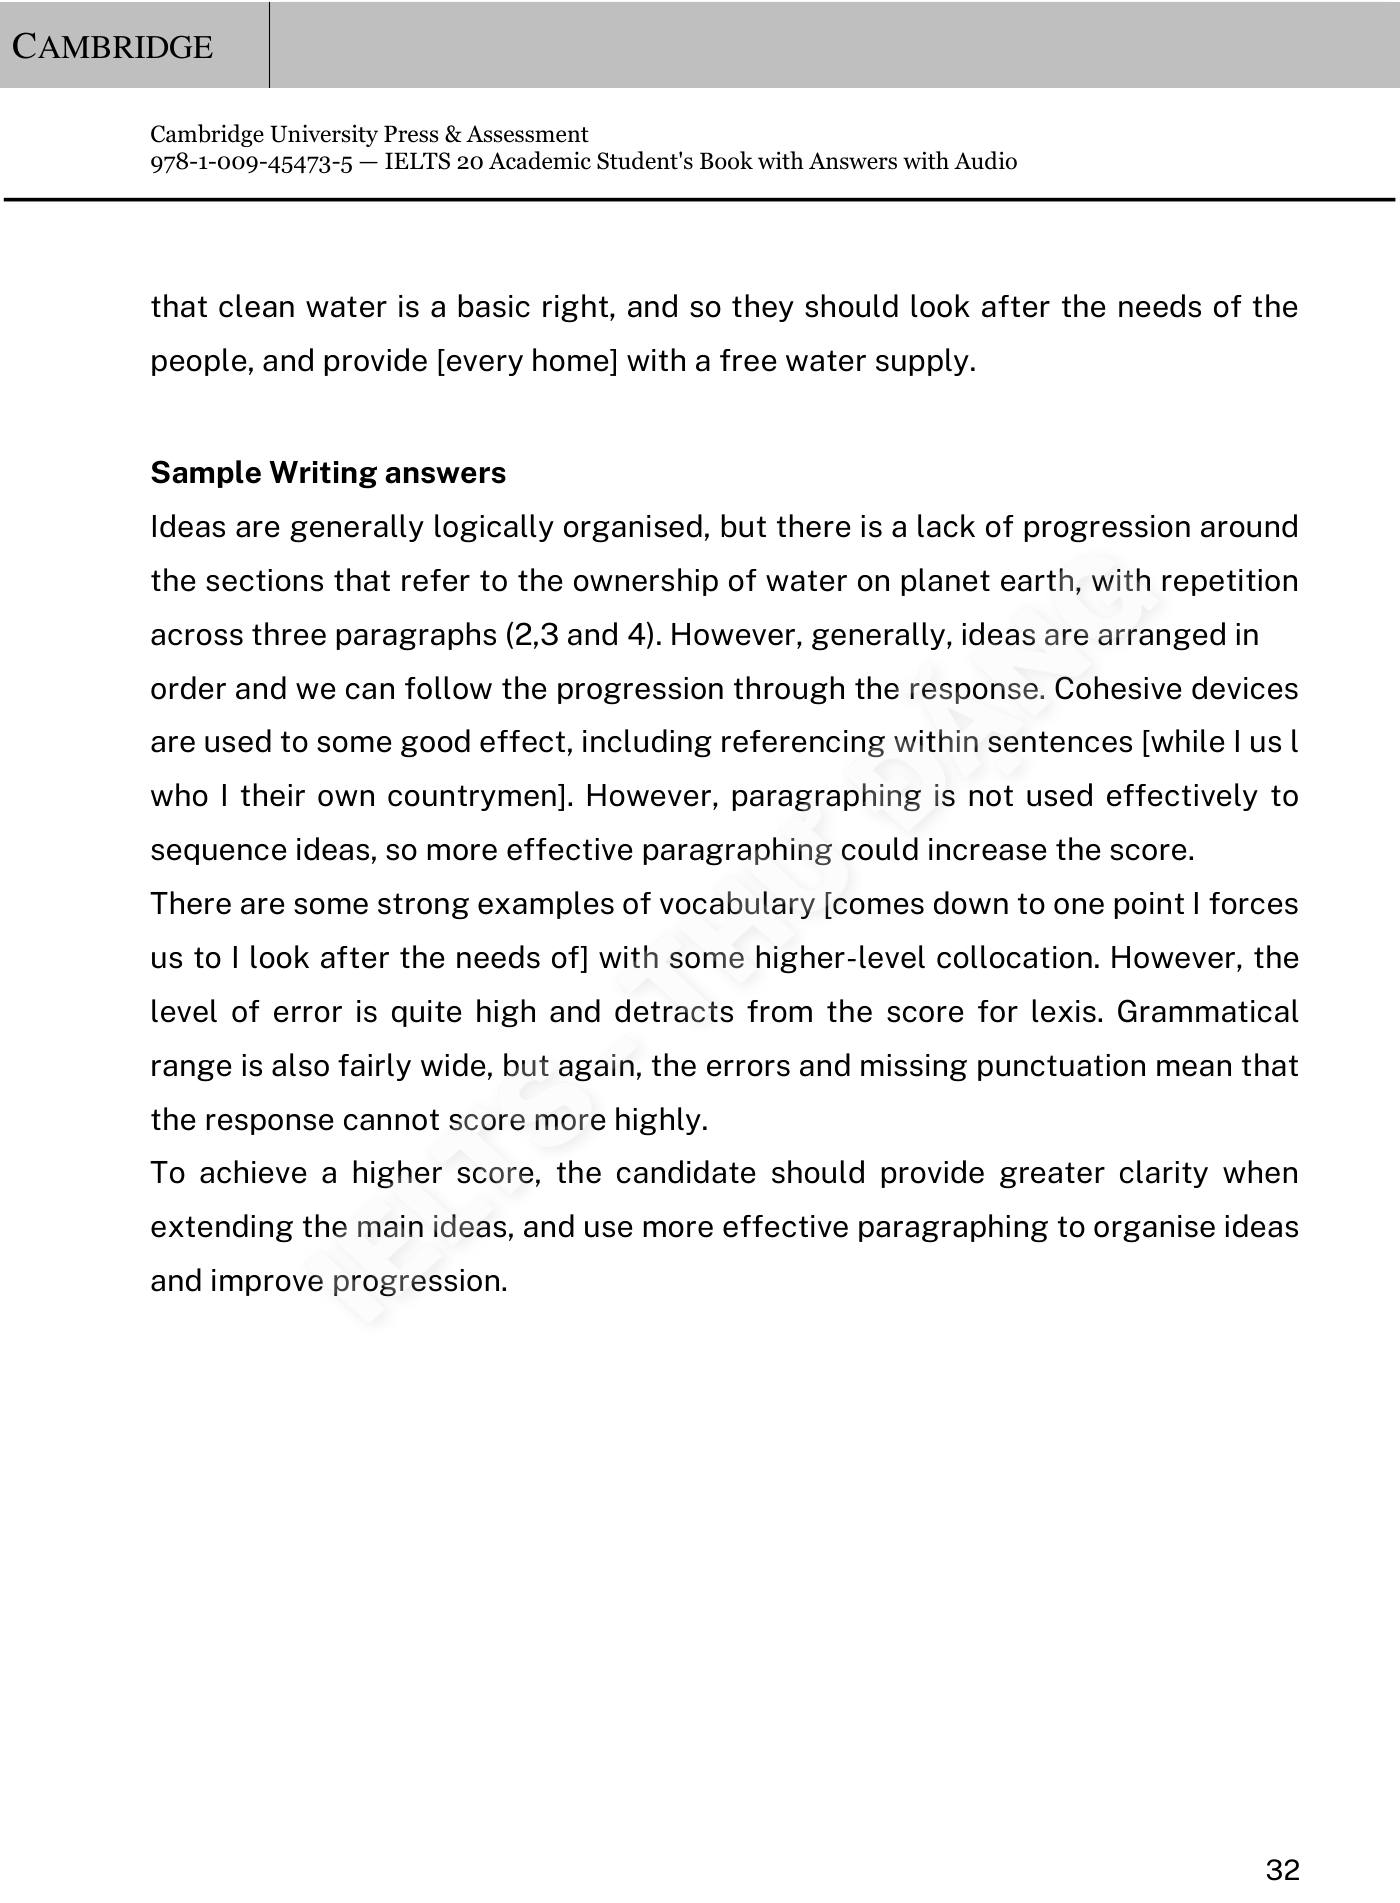 CAMBRIDGE
Cambridge University Press & Assessment
978-1-009-45473-5 — IELTS 20 Academic Student's Book with Answers with Audio
that clean water is a basic right, and so they should look after the needs of the
people, and provide [every home] with a free water supply.
Sample Writing answers
Ideas are generally logically organised, but there is a lack of progression around
the sections that refer to the ownership of water on planet earth, with repetition
across three paragraphs (2,3 and 4). However, generally, ideas are arranged in
order and we can follow the progression through the response. Cohesive devices
are used to some good effect, including referencing within sentences [while I us l
who I their own countrymen]. However, paragraphing is not used effectively to
sequence ideas, so more effective paragraphing could increase the score.
There are some strong examples of vocabulary [comes down to one point I forces
us to I look after the needs of] with some higher-level collocation. However, the
level of error is quite high and detracts from the score for lexis. Grammatical
range is also fairly wide, but again, the errors and missing punctuation mean that
the response cannot score more highly.
To achieve a higher score, the candidate should provide greater clarity when
extending the main ideas, and use more effective paragraphing to organise ideas
and improve progression.
IELTS - THƯ ĐẶNG
32